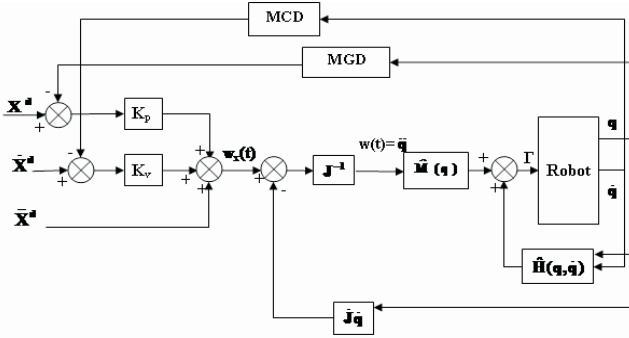 MCD
MGD
-
X^d
+
K_p
q
-
Ẋ^d
+
K_v
+
+
+
w_x(t)
+
-
J⁻¹
w(t)= q̈
M̂ (q)
+
+
Γ
Robot
q̇
Ẍ^d
Ĥ(q,q̇)
J̇q̇